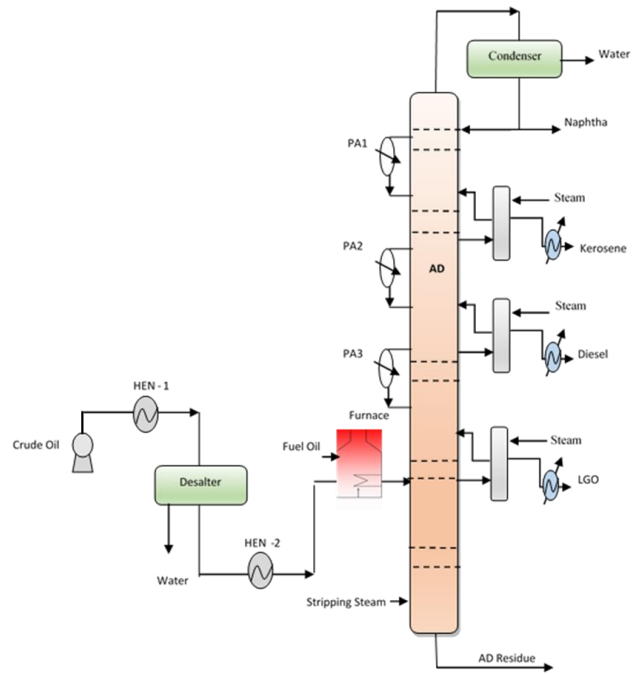 Condenser
Water
Naphtha
PA1
Steam
Kerosene
PA2
AD
Steam
PA3
Diesel
HEN - 1
Furnace
Crude Oil
Fuel Oil
Steam
Desalter
LGO
HEN -2
Water
Stripping Steam
AD Residue